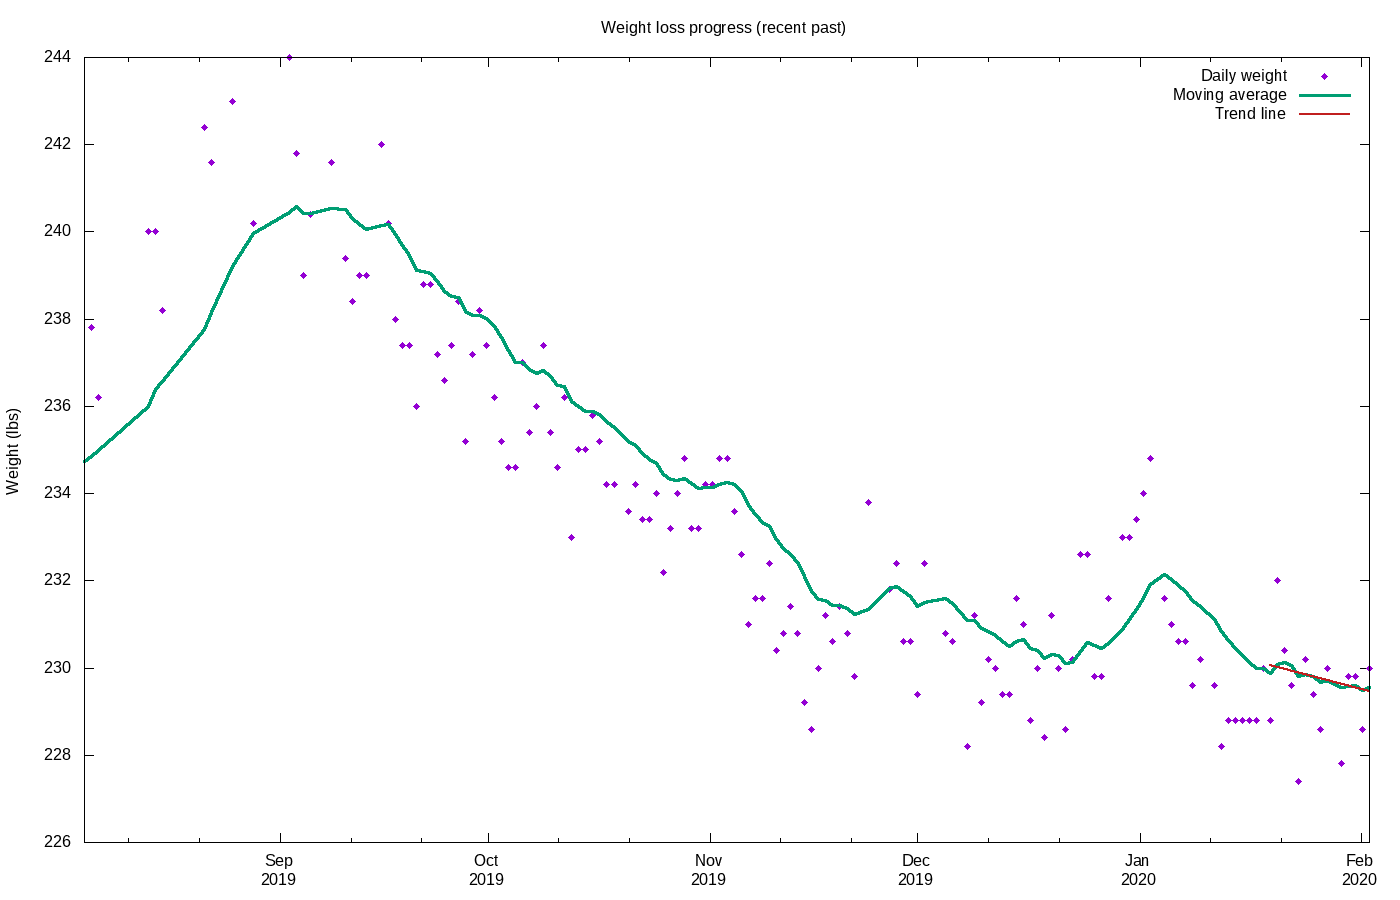 Weight loss progress (recent past)
Daily weight
Moving average
Trend line
244
242
240
238
236
234
232
230
228
226
Weight (lbs)
Sep
2019
Oct
2019
Nov
2019
Dec
2019
Jan
2020
Feb
2020